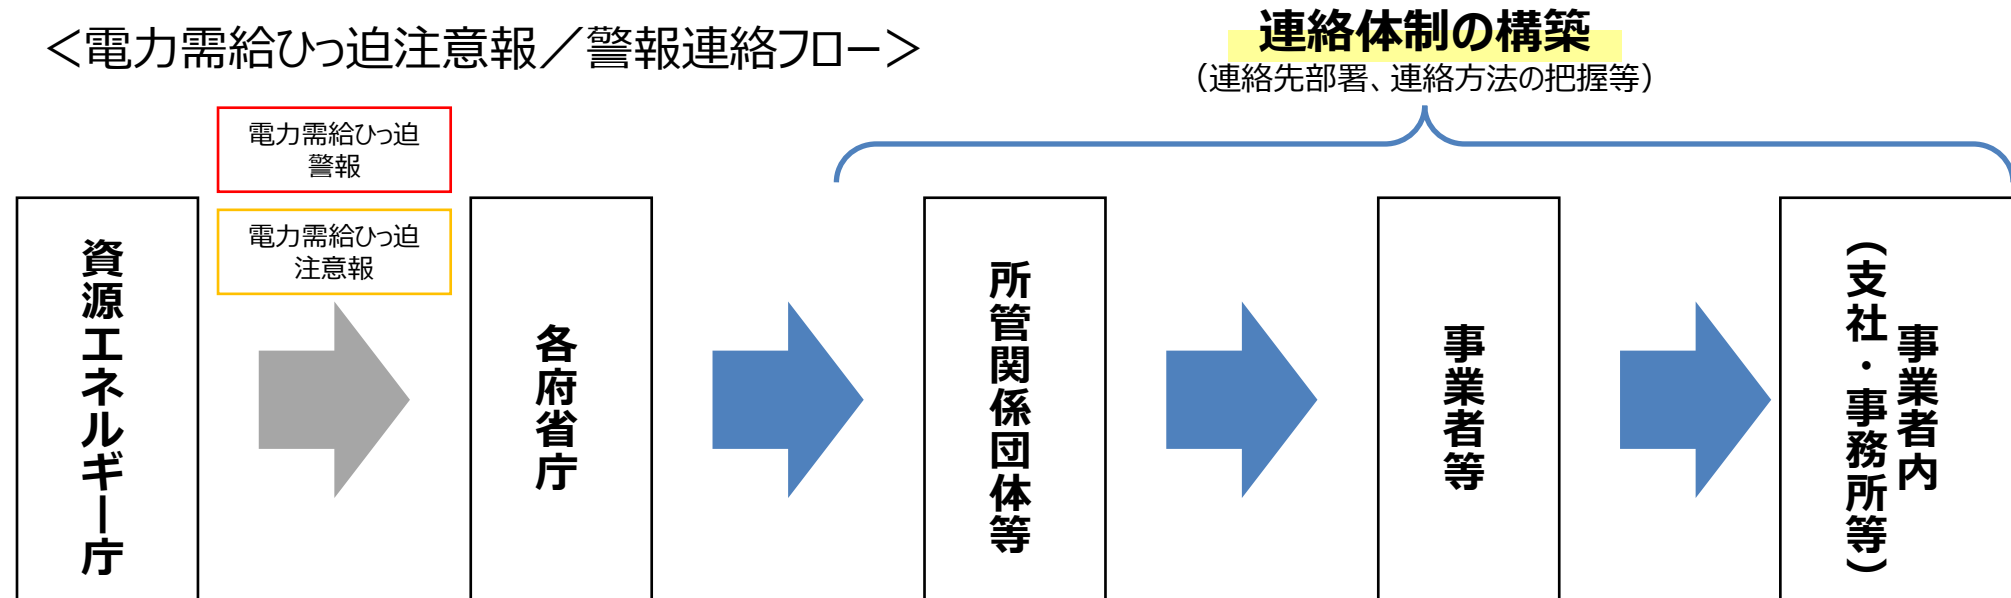 ＜電力需給ひっ迫注意報／警報連絡フロー＞
連絡体制の構築
（連絡先部署、連絡方法の把握等）
電力需給ひっ迫
警報
電力需給ひっ迫
注意報
資源エネルギー庁
各府省庁
所管関係団体等
事業者等
事業者内
（支社・事務所等）